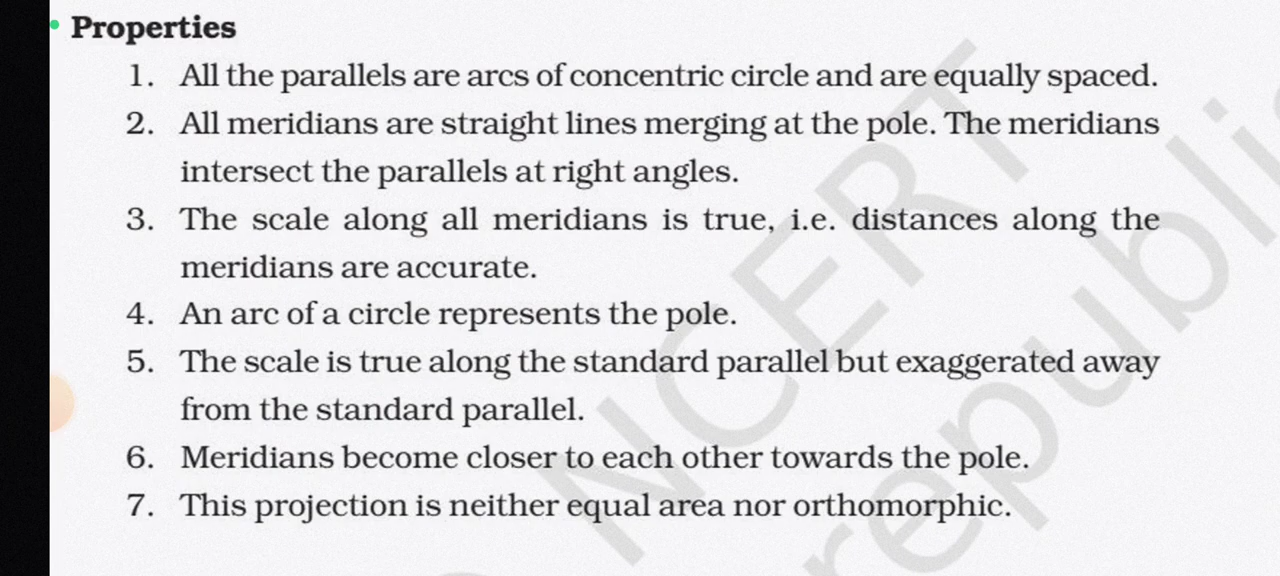 • Properties
1. All the parallels are arcs of concentric circle and are equally spaced.
2. All meridians are straight lines merging at the pole. The meridians
intersect the parallels at right angles.
3. The scale along all meridians is true, i.e. distances along the
meridians are accurate.
4. An arc of a circle represents the pole.
5. The scale is true along the standard parallel but exaggerated away
from the standard parallel.
6. Meridians become closer to each other towards the pole.
7. This projection is neither equal area nor orthomorphic.
NCERT
republi